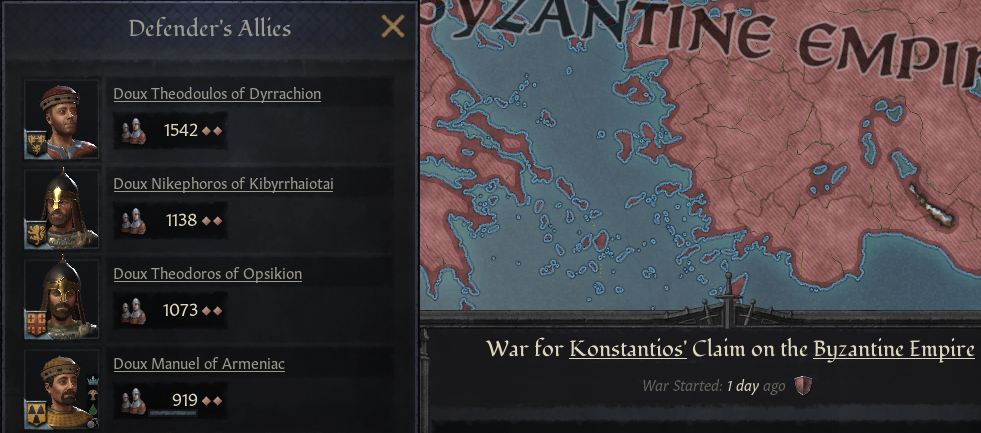 Defender's Allies
Doux Theodoulos of Dyrrachion
1542
Doux Nikephoros of Kibyrrhaiotai
1138
Doux Theodoros of Opsikion
1073
Doux Manuel of Armeniac
919
BYZANTINE EMPIR
War for Konstantios' Claim on the Byzantine Empire
War Started: 1 day ago